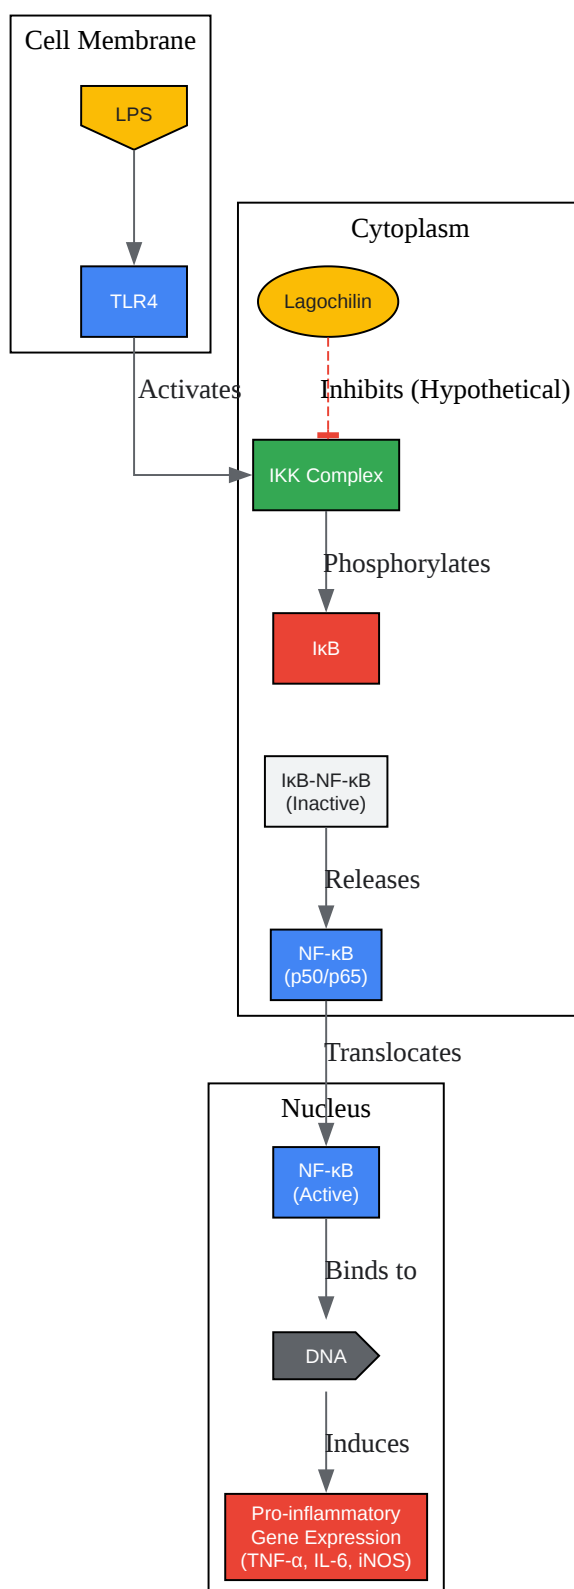 Cell Membrane
LPS
TLR4
Activates
Cytoplasm
Lagochilin
Inhibits (Hypothetical)
IKK Complex
Phosphorylates
IκB
IκB-NF-κB
(Inactive)
Releases
NF-κB
(p50/p65)
Translocates
Nucleus
NF-κB
(Active)
Binds to
DNA
Induces
Pro-inflammatory
Gene Expression
(TNF-α, IL-6, iNOS)